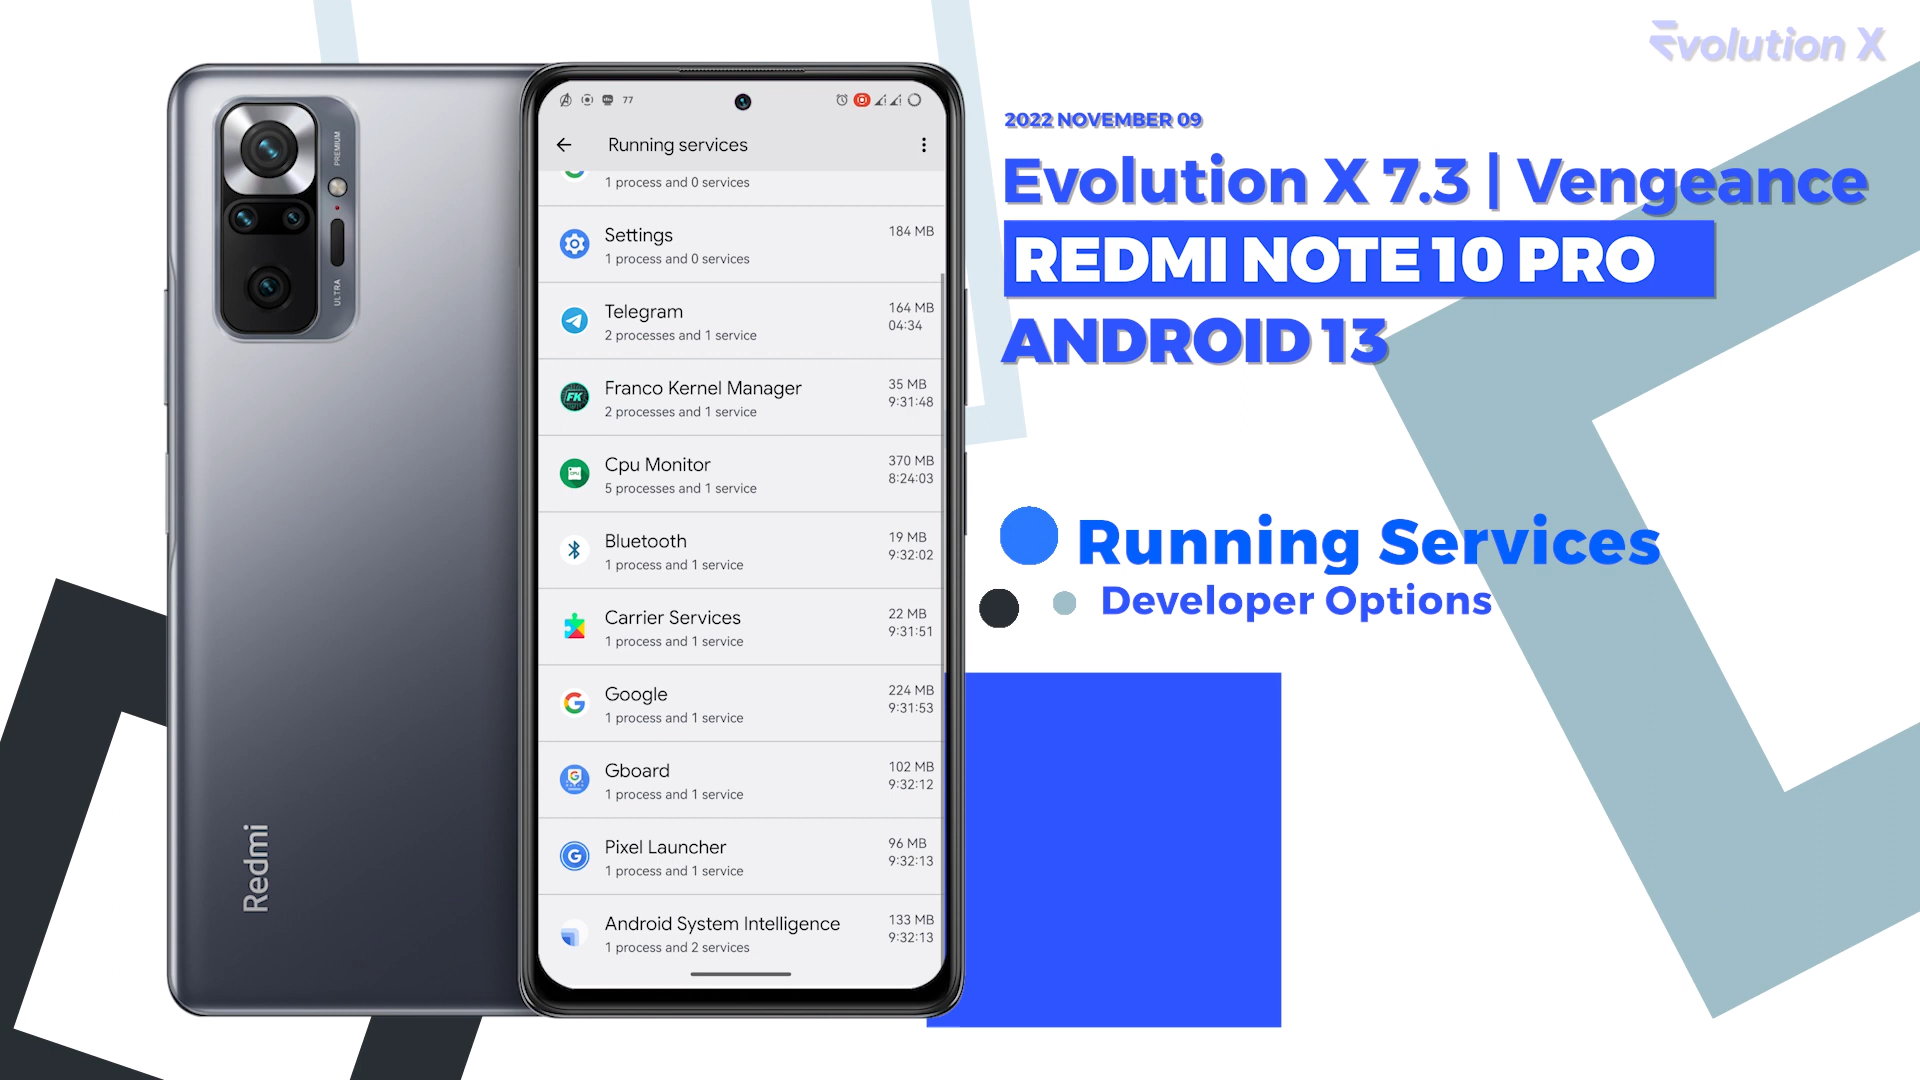 Evolution X
2022 NOVEMBER 09
Evolution X 7.3 | Vengeance
REDMI NOTE 10 PRO
ANDROID 13
Running Services
Developer Options
PREMIUM
ULTRA
Redmi
77
Running services
1 process and 0 services
Settings 184 MB
1 process and 0 services
Telegram 164 MB
2 processes and 1 service 04:34
Franco Kernel Manager 35 MB
2 processes and 1 service 9:31:48
FK
Cpu Monitor 370 MB
5 processes and 1 service 8:24:03
Bluetooth 19 MB
1 process and 1 service 9:32:02
Carrier Services 22 MB
1 process and 1 service 9:31:51
Google 224 MB
1 process and 1 service 9:31:53
Gboard 102 MB
1 process and 1 service 9:32:12
Pixel Launcher 96 MB
1 process and 1 service 9:32:13
Android System Intelligence 133 MB
1 process and 2 services 9:32:13